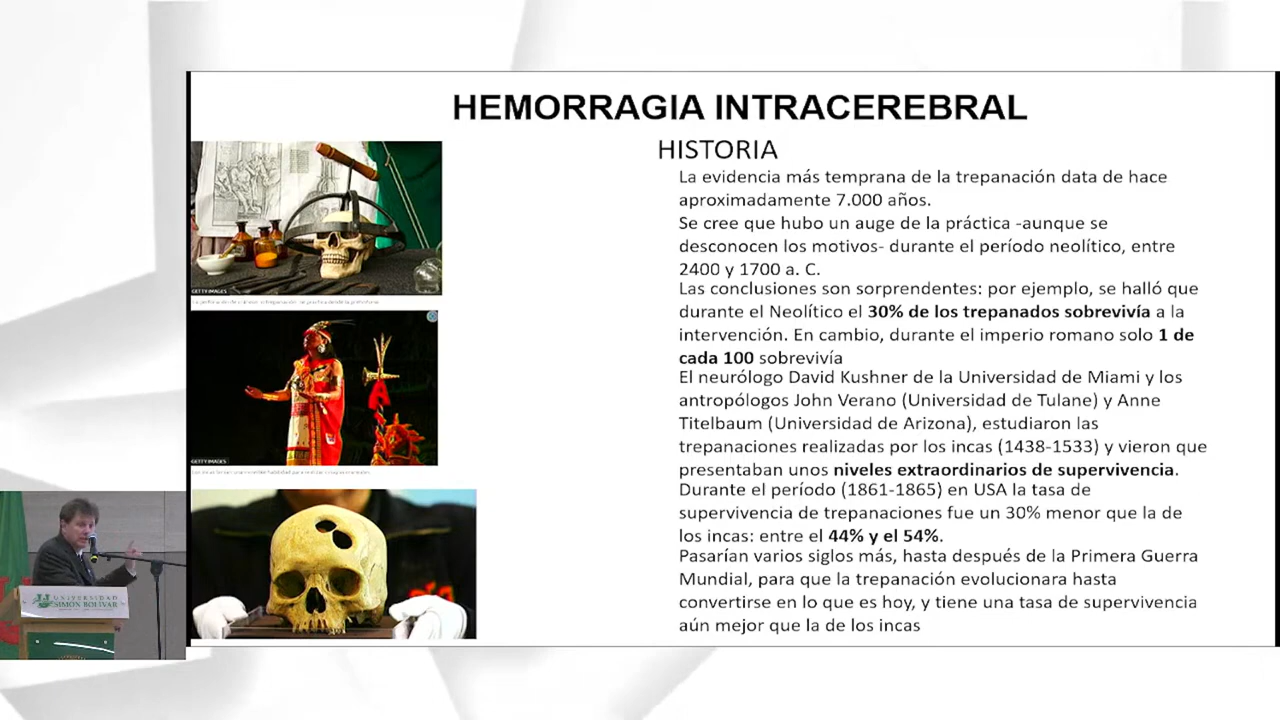 HEMORRAGIA INTRACEREBRAL
HISTORIA
La evidencia más temprana de la trepanación data de hace
aproximadamente 7.000 años.
Se cree que hubo un auge de la práctica -aunque se
desconocen los motivos- durante el período neolítico, entre
2400 y 1700 a. C.
Las conclusiones son sorprendentes: por ejemplo, se halló que
durante el Neolítico el 30% de los trepanados sobrevivía a la
intervención. En cambio, durante el imperio romano solo 1 de
cada 100 sobrevivía
El neurólogo David Kushner de la Universidad de Miami y los
antropólogos John Verano (Universidad de Tulane) y Anne
Titelbaum (Universidad de Arizona), estudiaron las
trepanaciones realizadas por los incas (1438-1533) y vieron que
presentaban unos niveles extraordinarios de supervivencia.
Durante el período (1861-1865) en USA la tasa de
supervivencia de trepanaciones fue un 30% menor que la de
los incas: entre el 44% y el 54%.
Pasarían varios siglos más, hasta después de la Primera Guerra
Mundial, para que la trepanación evolucionara hasta
convertirse en lo que es hoy, y tiene una tasa de supervivencia
aún mejor que la de los incas
GETTY IMAGES
GETTY IMAGES
UNIVERSIDAD
SIMÓN BOLÍVAR